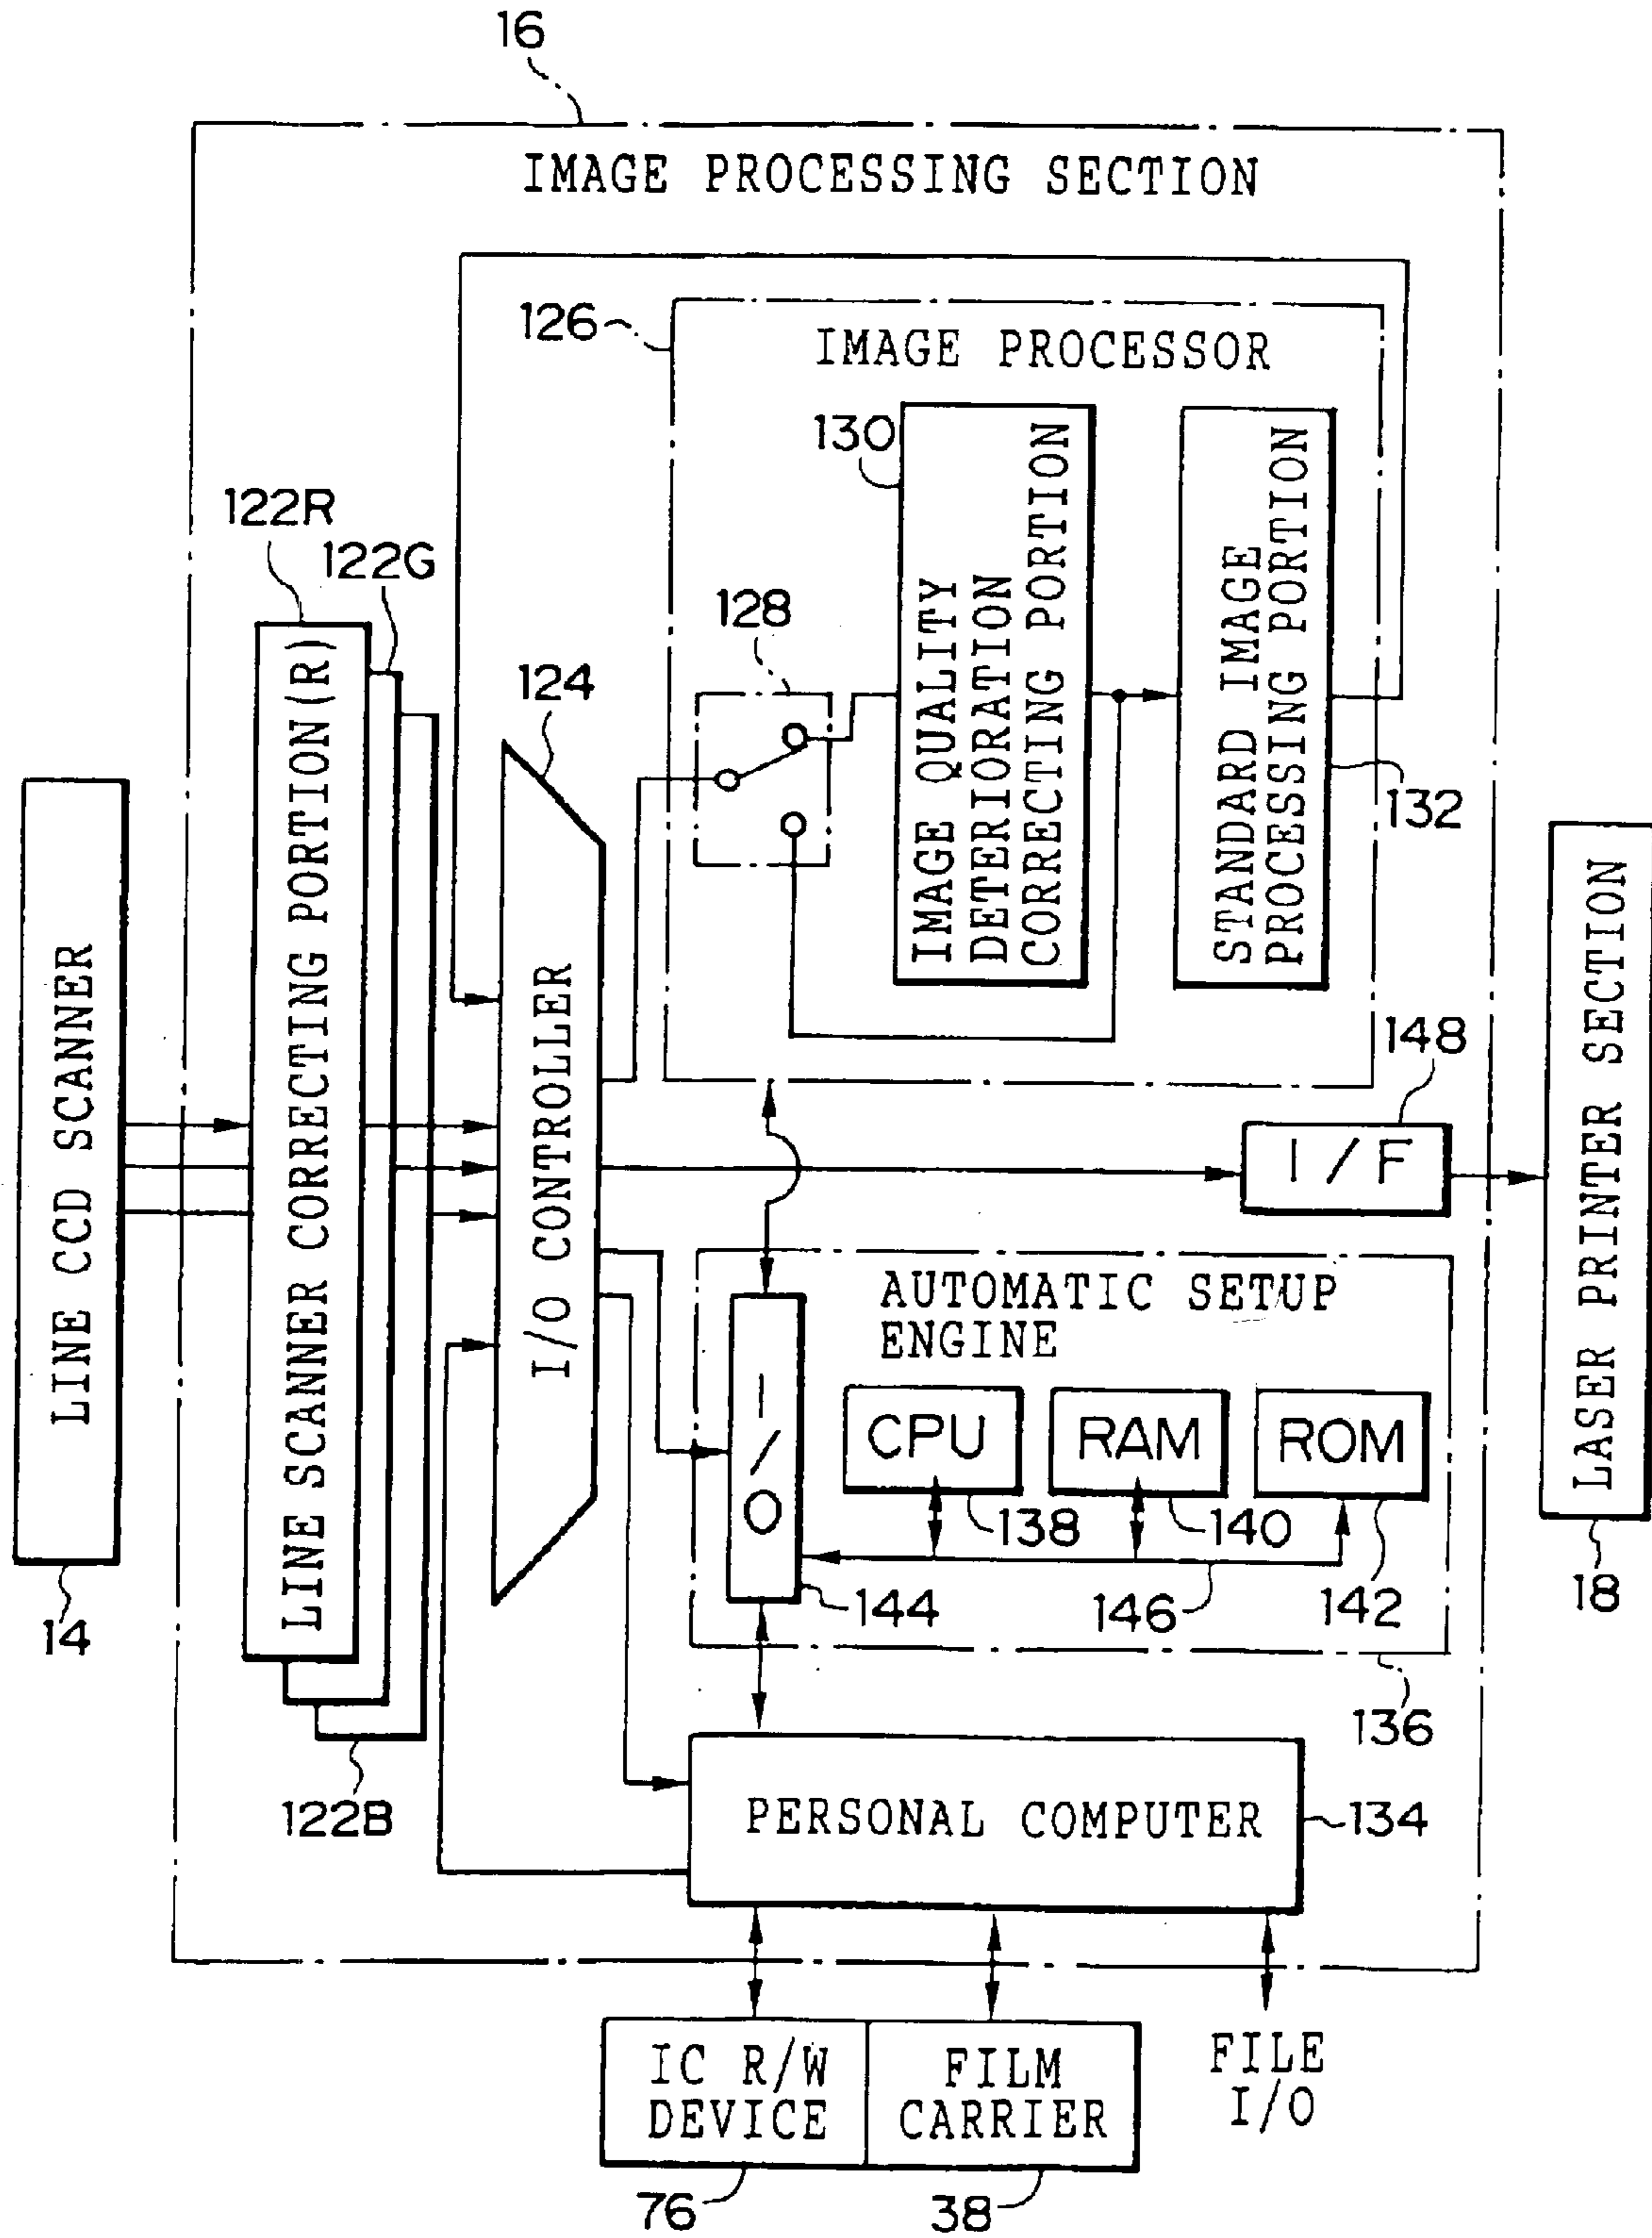 16
IMAGE PROCESSING SECTION
126
IMAGE PROCESSOR
130
122R
122G
128
124
IMAGE QUALITY
DETERIORATION
CORRECTING PORTION
STANDARD IMAGE
PROCESSING PORTION
132
LINE CCD SCANNER
14
LINE SCANNER CORRECTING PORTION(R)
122B
I/O CONTROLLER
148
I/F
LASER PRINTER SECTION
18
AUTOMATIC SETUP
ENGINE
I/O
CPU
RAM
ROM
138
140
142
144
146
136
PERSONAL COMPUTER
134
IC R/W
DEVICE
FILM
CARRIER
FILE
I/O
76
38